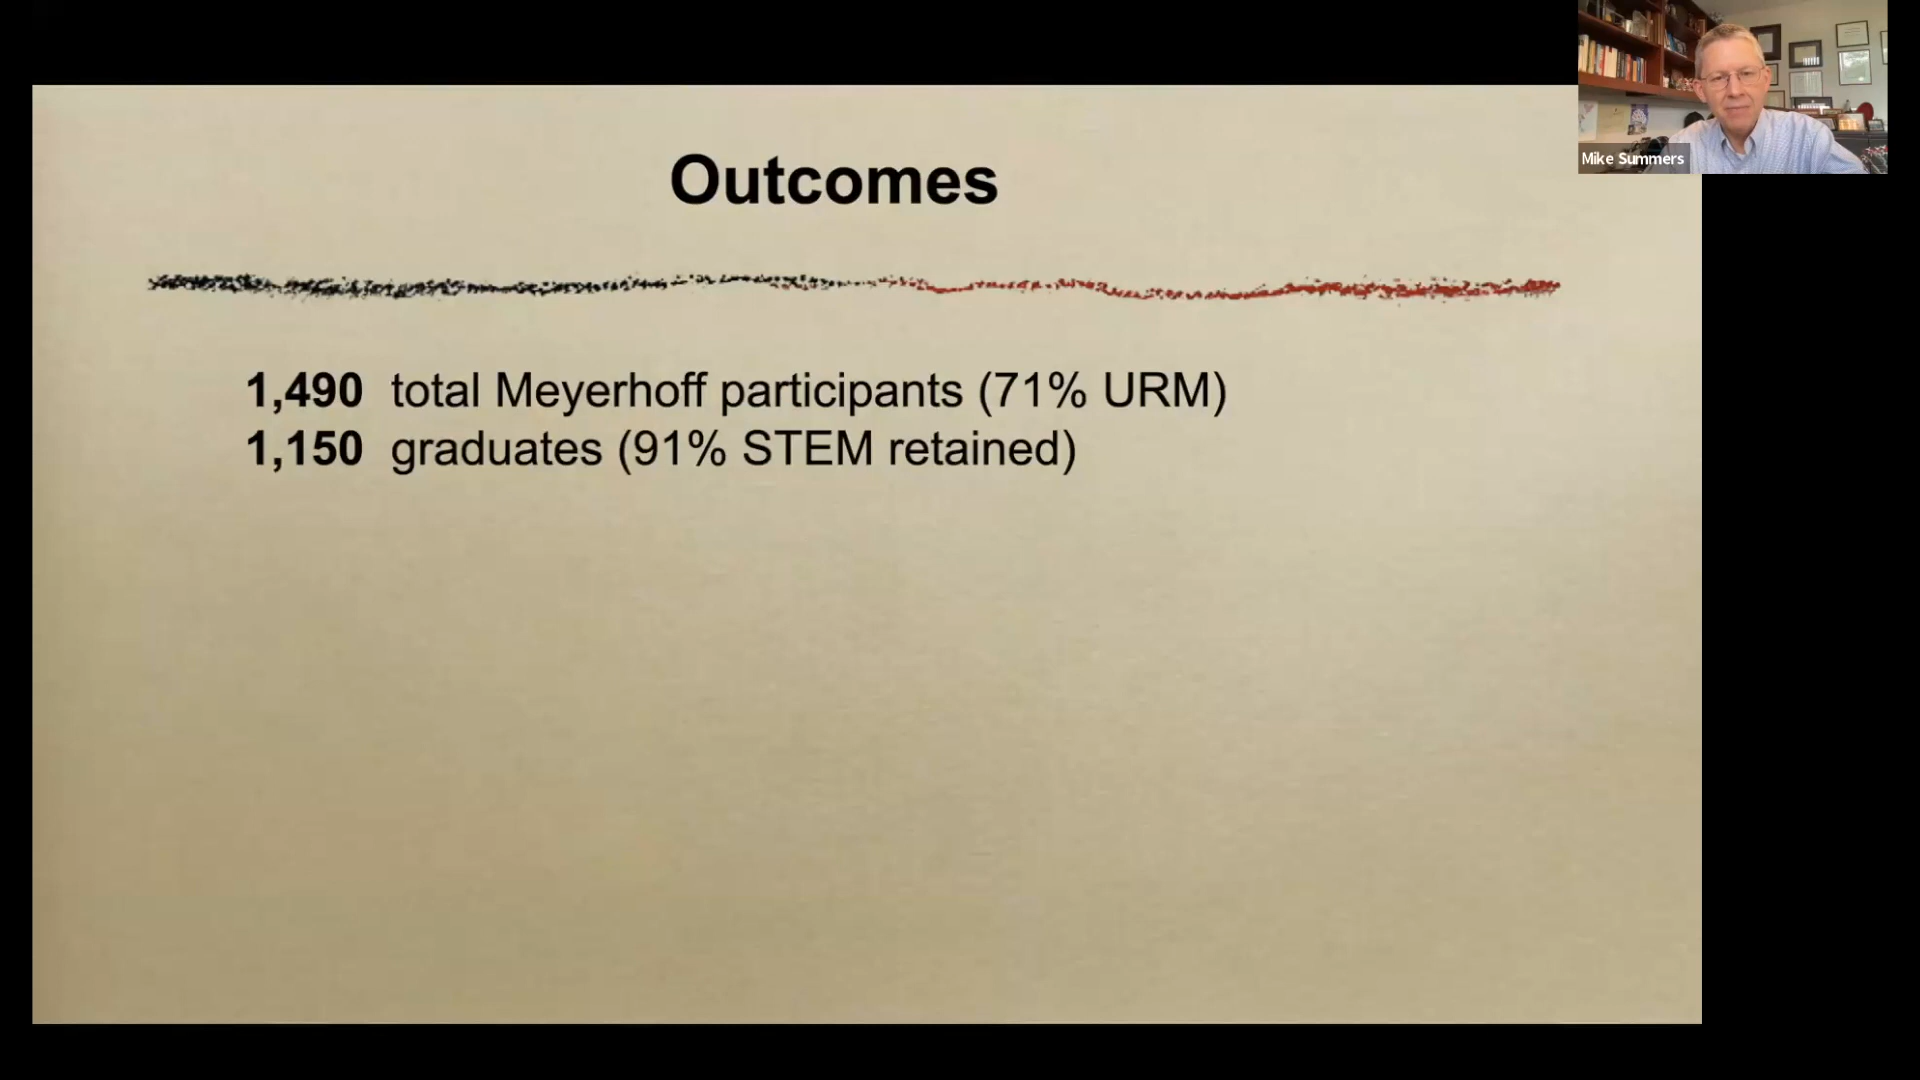 Mike Summers
Outcomes
1,490 total Meyerhoff participants (71% URM)
1,150 graduates (91% STEM retained)